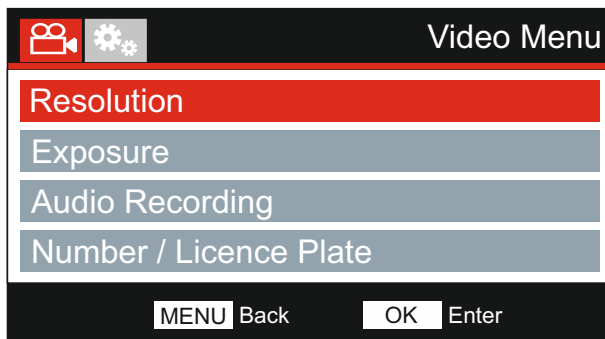 Video Menu
Resolution
Exposure
Audio Recording
Number / Licence Plate
MENU Back OK Enter